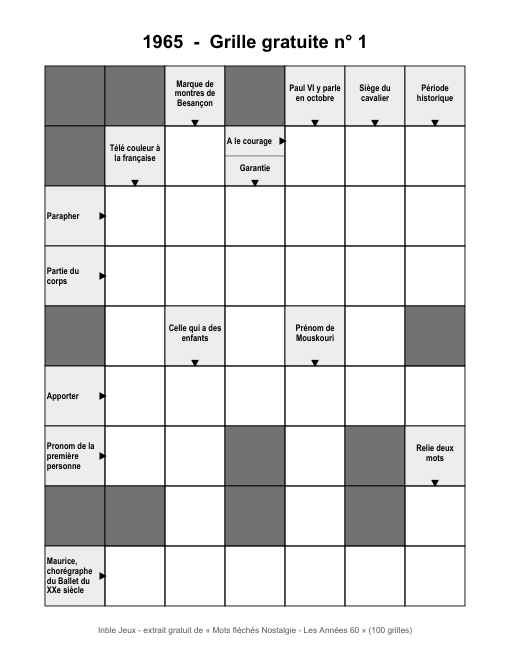 1965 - Grille gratuite n° 1
Marque de
montres de
Besançon
Paul VI y parle
en octobre
Siège du
cavalier
Période
historique
Télé couleur à
la française
A le courage
Garantie
Parapher
Partie du
corps
Celle qui a des
enfants
Prénom de
Mouskouri
Apporter
Pronom de la
première
personne
Relie deux
mots
Maurice,
chorégraphe
du Ballet du
XXe siècle
Inble Jeux - extrait gratuit de « Mots fléchés Nostalgie - Les Années 60 » (100 grilles)